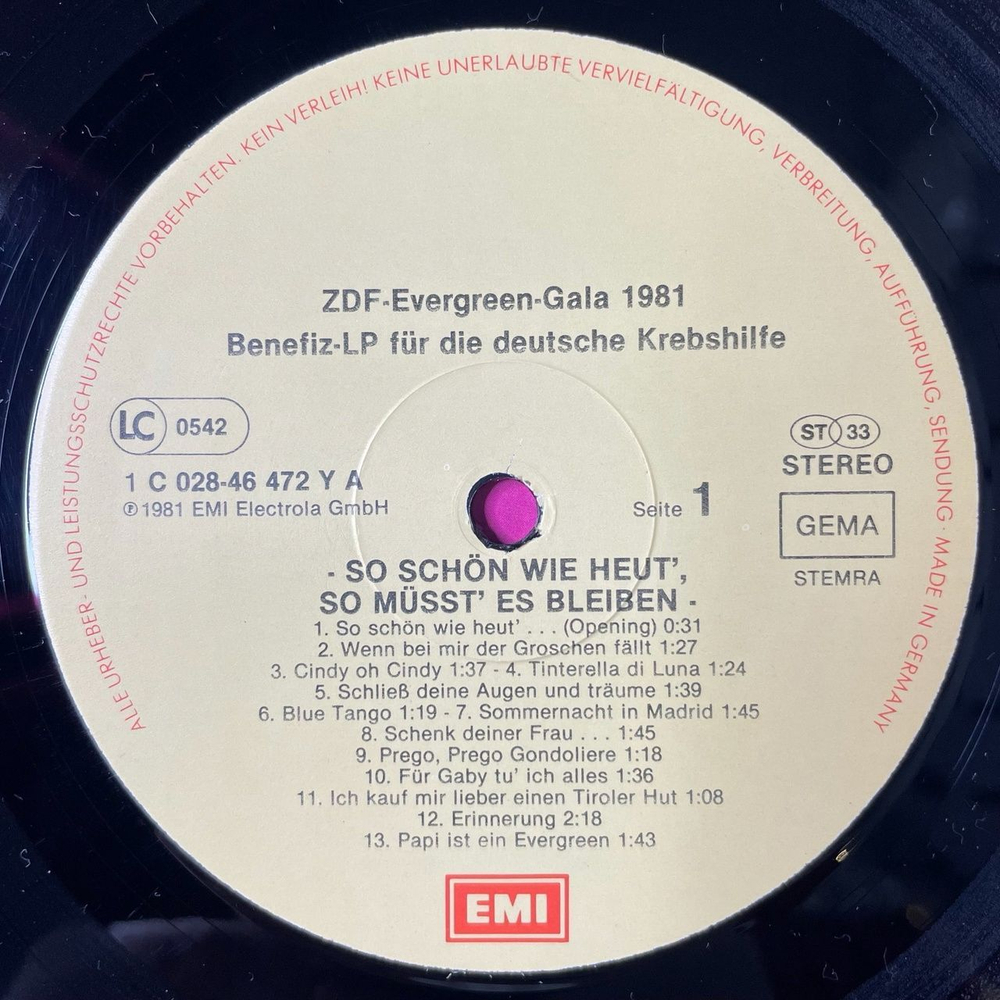 ALLE URHEBER- UND LEISTUNGSSCHUTZRECHTE VORBEHALTEN. KEIN VERLEIH! KEINE UNERLAUBTE VERVIELFÄLTIGUNG, VERBREITUNG, AUFFÜHRUNG, SENDUNG · MADE IN GERMANY
ZDF-Evergreen-Gala 1981
Benefiz-LP für die deutsche Krebshilfe
LC 0542
1 C 028-46 472 Y A
℗ 1981 EMI Electrola GmbH
Seite 1
ST 33
STEREO
GEMA
STEMRA
- SO SCHÖN WIE HEUT',
SO MÜSST' ES BLEIBEN -
1. So schön wie heut' . . . (Opening) 0:31
2. Wenn bei mir der Groschen fällt 1:27
3. Cindy oh Cindy 1:37 - 4. Tinterella di Luna 1:24
5. Schließ deine Augen und träume 1:39
6. Blue Tango 1:19 - 7. Sommernacht in Madrid 1:45
8. Schenk deiner Frau . . . 1:45
9. Prego, Prego Gondoliere 1:18
10. Für Gaby tu' ich alles 1:36
11. Ich kauf mir lieber einen Tiroler Hut 1:08
12. Erinnerung 2:18
13. Papi ist ein Evergreen 1:43
EMI